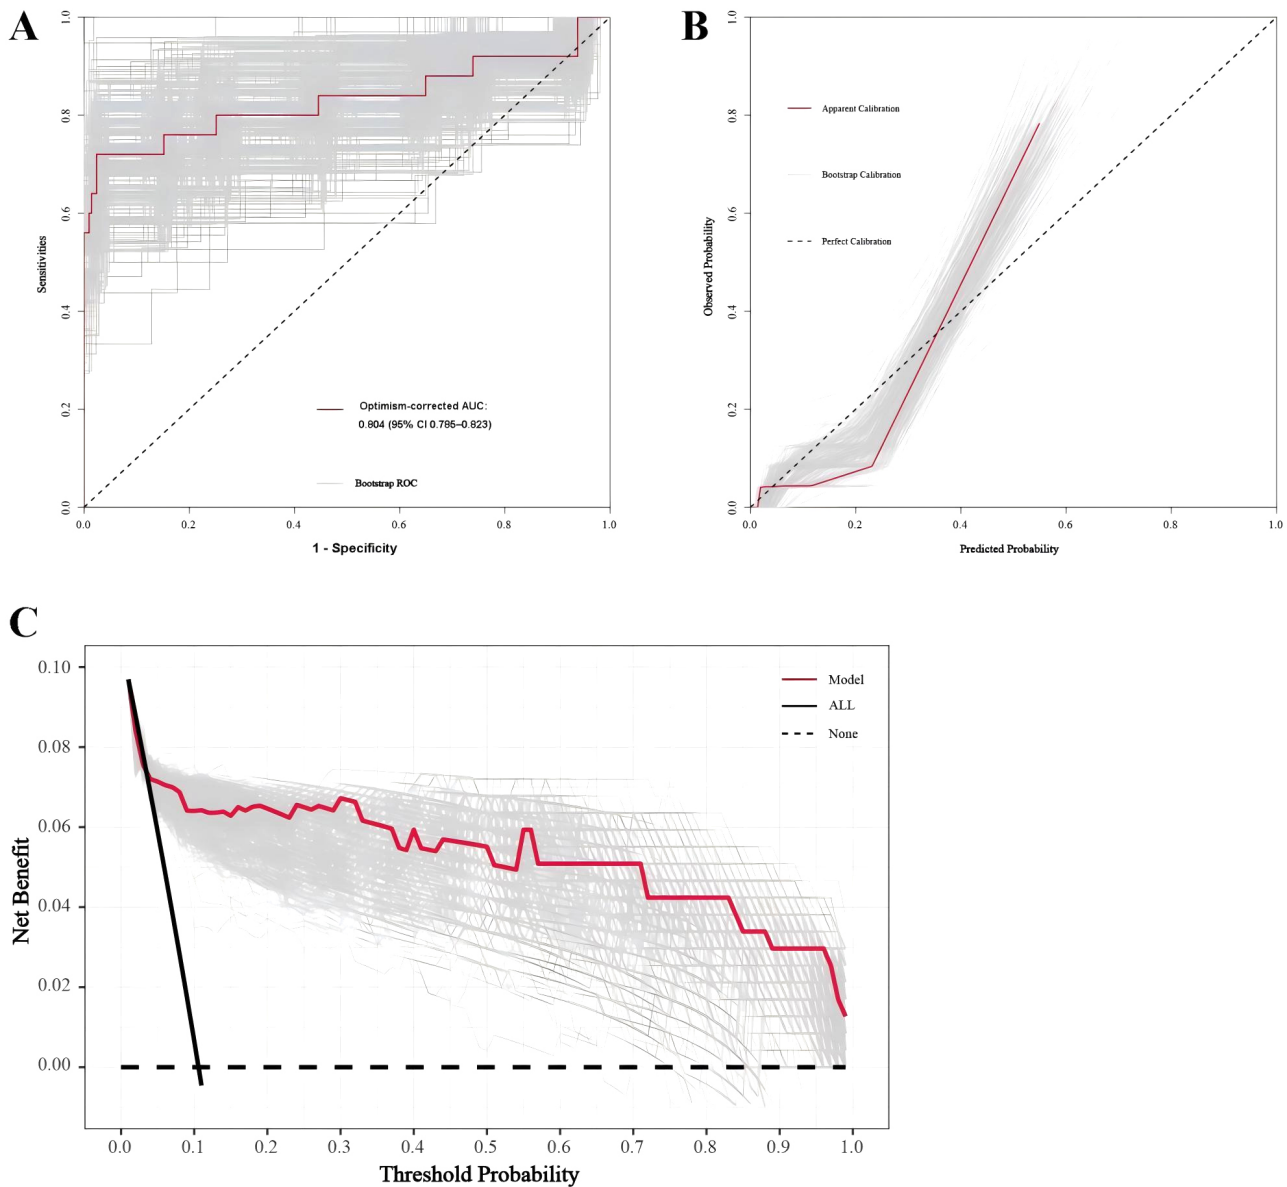 A
1.0
0.8
0.6
0.4
0.2
0.0
Sensitivities
Optimism-corrected AUC:
0.804 (95% CI 0.785–0.823)
Bootstrap ROC
0.0 0.2 0.4 0.6 0.8 1.0
1 - Specificity
B
1.0
0.8
0.6
0.4
0.2
0.0
Observed Probability
Apparent Calibration
Bootstrap Calibration
Perfect Calibration
0.0 0.2 0.4 0.6 0.8 1.0
Predicted Probability
C
0.10
0.08
0.06
0.04
0.02
0.00
Net Benefit
Model
ALL
None
0.0 0.1 0.2 0.3 0.4 0.5 0.6 0.7 0.8 0.9 1.0
Threshold Probability